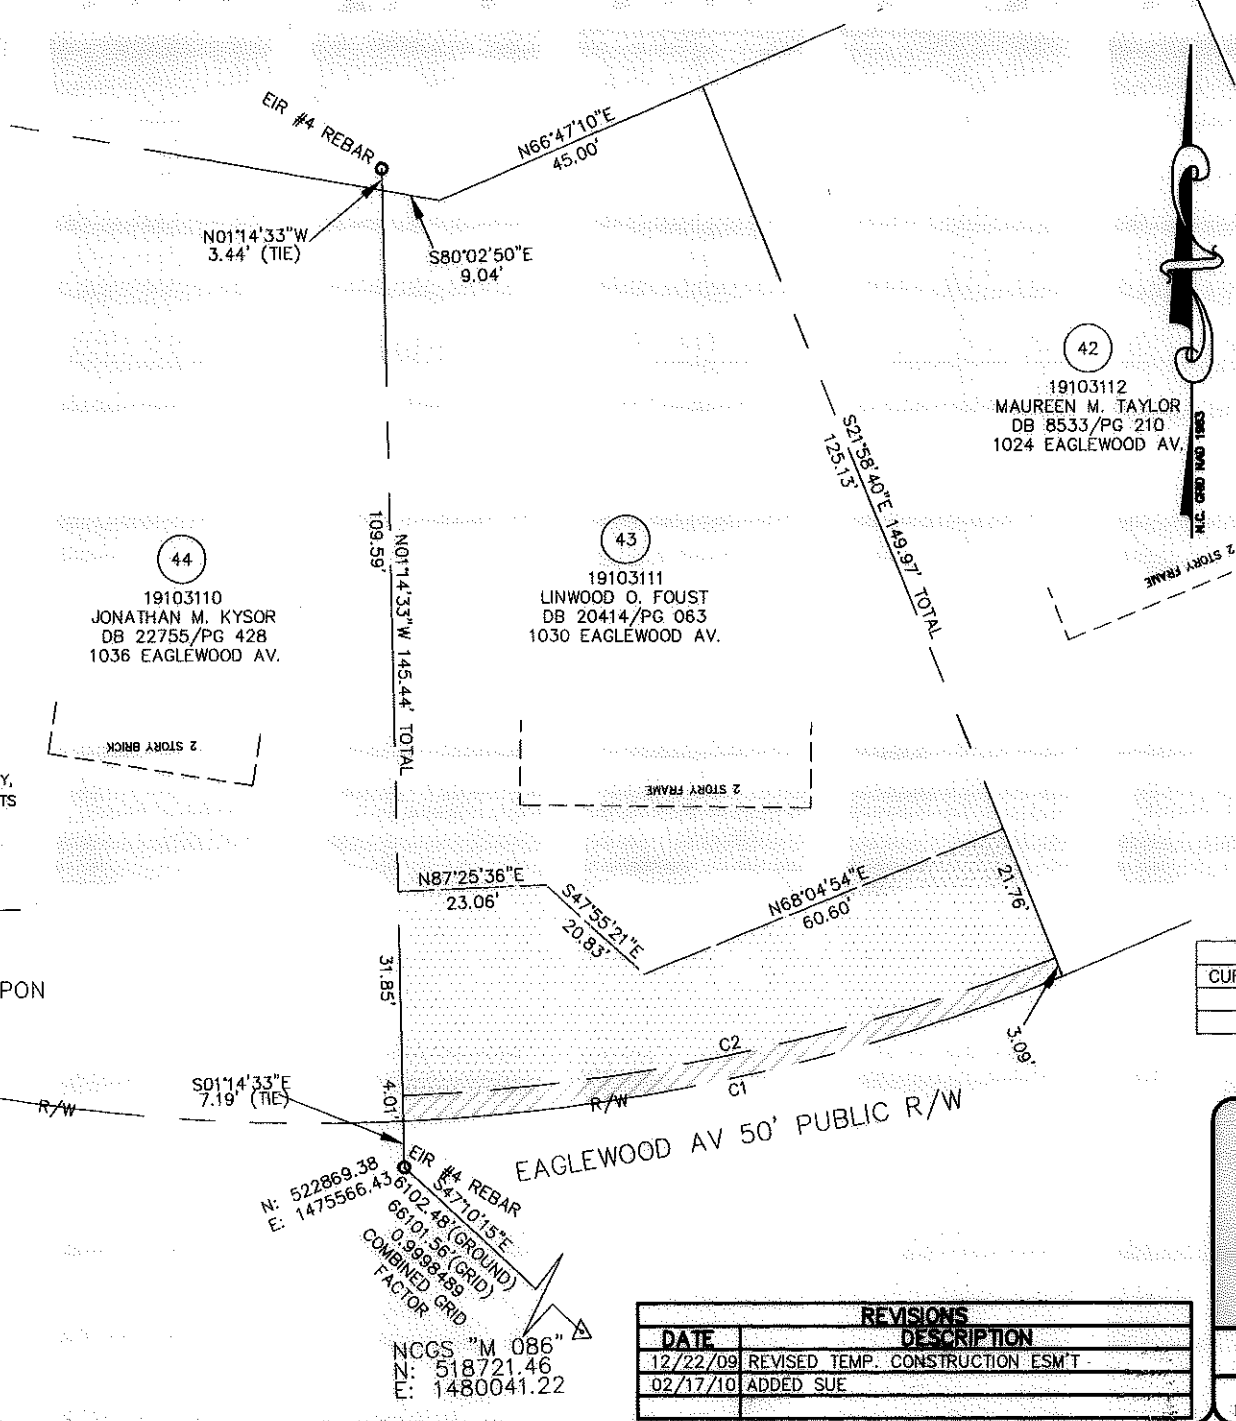 EIR #4 REBAR
N66°47'10"E
45.00'
N01°14'33"W
3.44' (TIE)
S80°02'50"E
9.04'
42
19103112
MAUREEN M. TAYLOR
DB 8533/PG 210
1024 EAGLEWOOD AV.
N.C. GRID NAD 1983
S21°58'40"E 149.97' TOTAL
125.13'
2 STORY FRAME
44
19103110
JONATHAN M. KYSOR
DB 22755/PG 428
1036 EAGLEWOOD AV.
109.59'
N01°14'33"W 145.44' TOTAL
43
19103111
LINWOOD O. FOUST
DB 20414/PG 063
1030 EAGLEWOOD AV.
2 STORY BRICK
2 STORY FRAME
Y,
TS
N87°25'36"E
23.06'
S47°55'21"E
20.83'
N68°04'54"E
60.60'
21.76'
31.85'
PON
CUR
3.09'
C2
C1
S01°14'33"E
7.19' (TIE)
4.01'
R/W
R/W
EAGLEWOOD AV 50' PUBLIC R/W
N: 522869.38
E: 1475566.43
EIR #4 REBAR
S47°10'15"E
6102.48'(GROUND)
66101.56'(GRID)
0.9998489
COMBINED GRID
FACTOR
NCGS "M 086"
N: 518721.46
E: 1480041.22
REVISIONS
DATE DESCRIPTION
12/22/09 REVISED TEMP. CONSTRUCTION ESM'T
02/17/10 ADDED SUE